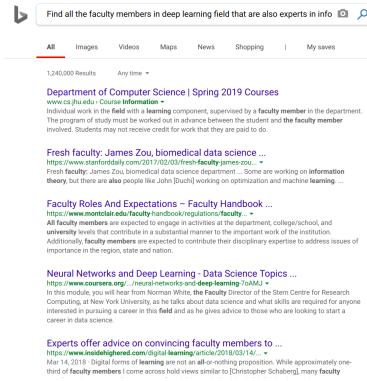 Find all the faculty members in deep learning field that are also experts in info
All Images Videos Maps News Shopping | My saves
1,240,000 Results Any time
Department of Computer Science | Spring 2019 Courses
www.cs.jhu.edu › Course Information
Individual work in the field with a learning component, supervised by a faculty member in the department.
The program of study must be worked out in advance between the student and the faculty member
involved. Students may not receive credit for work that they are paid to do.
Fresh faculty: James Zou, biomedical data science ...
https://www.stanforddaily.com/2017/02/03/fresh-faculty-james-zou...
Fresh faculty: James Zou, biomedical data science department ... Some are working on information
theory, but there are also people like John [Duchi] working on optimization and machine learning. ...
Faculty Roles And Expectations – Faculty Handbook ...
https://www.montclair.edu/faculty-handbook/regulations/faculty...
All faculty members are expected to engage in activities at the department, college/school, and
university levels that contribute in a substantial manner to the important work of the institution.
Additionally, faculty members are expected to contribute their disciplinary expertise to address issues of
importance in the region, state and nation.
Neural Networks and Deep Learning - Data Science Topics ...
https://www.coursera.org/.../neural-networks-and-deep-learning-7oAMJ
In this module, you will hear from Norman White, the Faculty Director of the Stern Centre for Research
Computing, at New York University, as he talks about data science and what skills are required for anyone
interested in pursuing a career in this field and as he gives advice to those who are looking to start a
career in data science.
Experts offer advice on convincing faculty members to ...
https://www.insidehighered.com/digital-learning/article/2018/03/14/...
Mar 14, 2018 · Digital forms of learning are not an all-or-nothing proposition. While approximately one-
third of faculty members I come across hold views similar to [Christopher Schaberg], many faculty